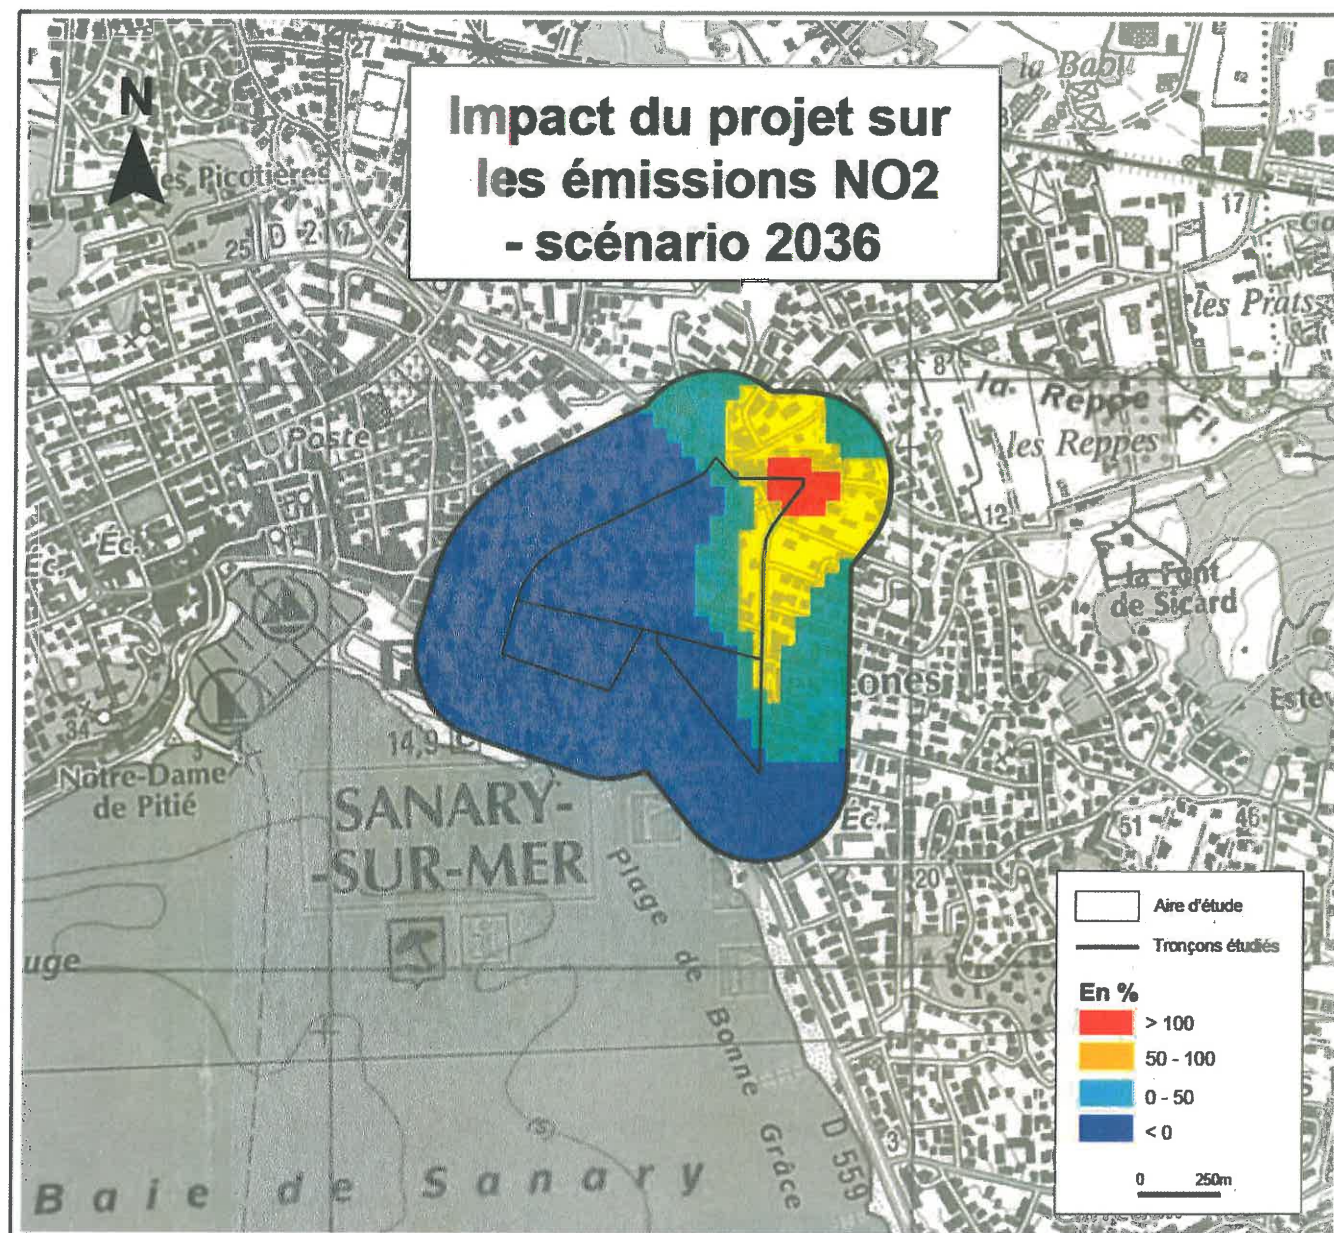 Impact du projet sur
les émissions NO2
- scénario 2036
N
27
la Babu
les Picotières
25
D 211
17
les Prats
8
la Reppe
Fl.
les Reppes
Poste
12
Éc.
la Font
de Sicard
lones
34
14,9
Notre-Dame
de Pitié
SANARY-
-SUR-MER
Éc.
51
46
20
Plage de Bonne Grâce
D 559
3
Baie de Sanary
Aire d'étude
Tronçons étudiés
En %
> 100
50 - 100
0 - 50
< 0
0 250m